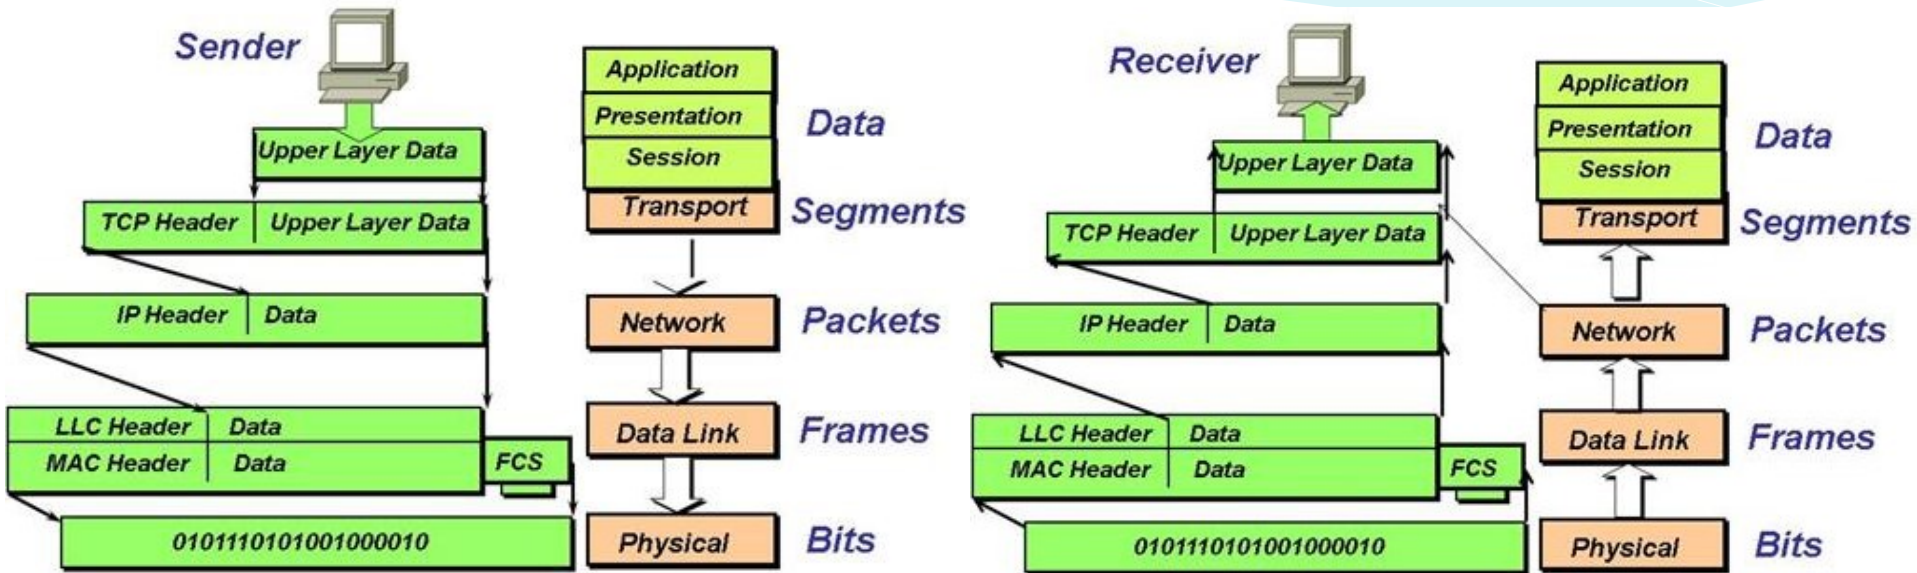 Sender
Upper Layer Data
TCP Header Upper Layer Data
IP Header Data
LLC Header Data
MAC Header Data FCS
0101110101001000010
Application
Presentation
Session
Data
Transport Segments
Network Packets
Data Link Frames
Physical Bits
Receiver
Upper Layer Data
TCP Header Upper Layer Data
IP Header Data
LLC Header Data
MAC Header Data FCS
0101110101001000010
Application
Presentation
Session
Data
Transport Segments
Network Packets
Data Link Frames
Physical Bits